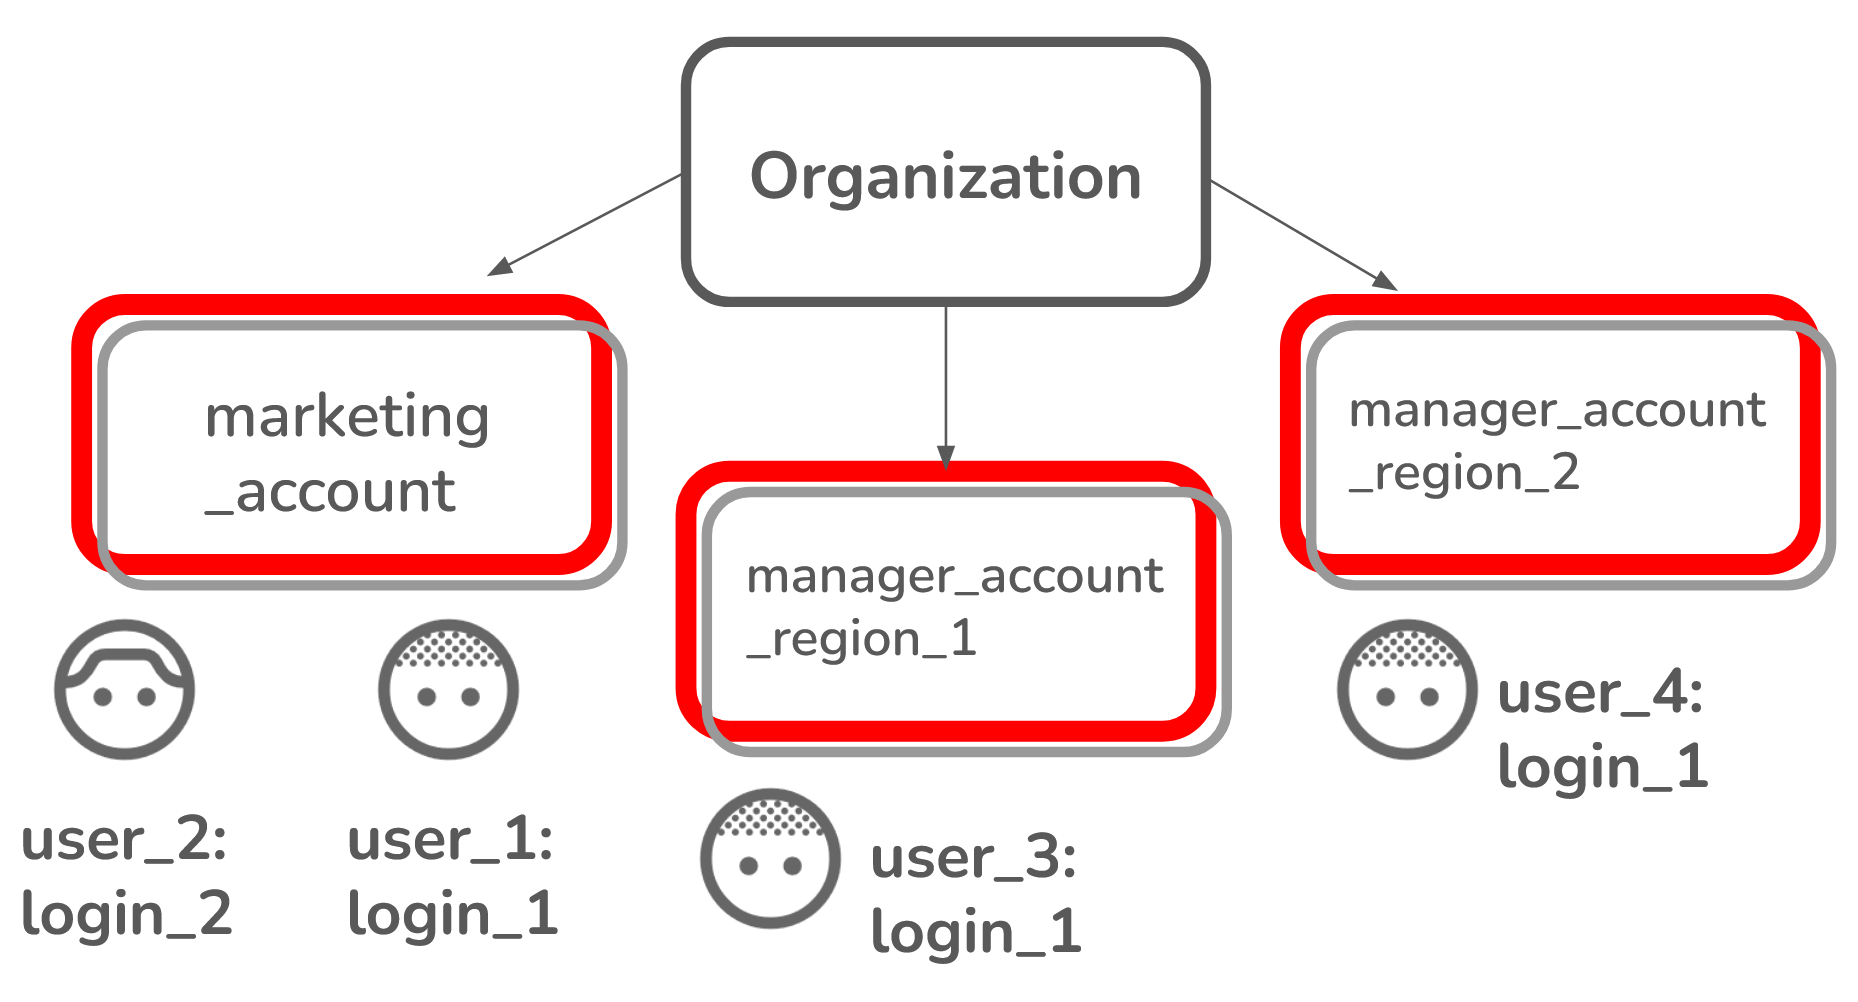 Organization
marketing
_account
manager_account
_region_1
manager_account
_region_2
user_2:
login_2
user_1:
login_1
user_3:
login_1
user_4:
login_1